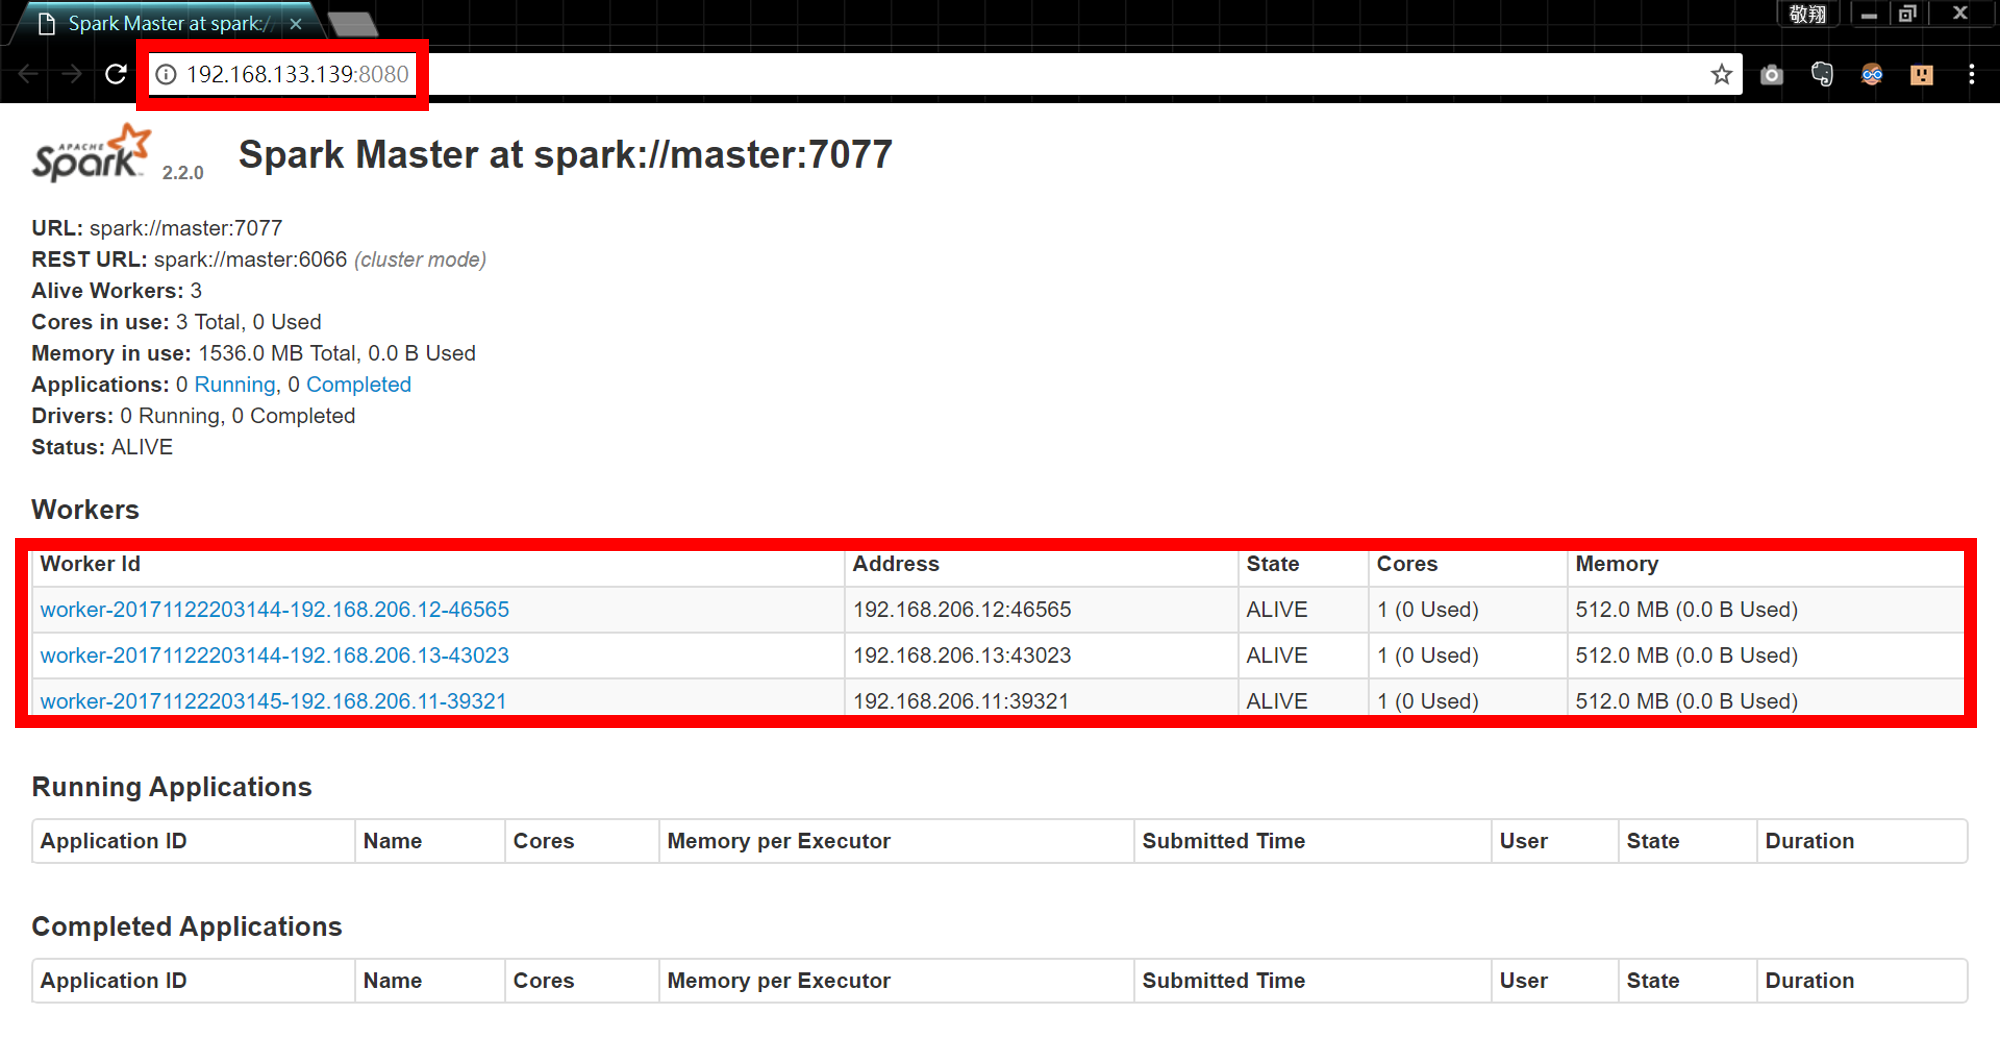 Spark Master at spark://
敬翔
192.168.133.139:8080
APACHE Spark 2.2.0
Spark Master at spark://master:7077
URL: spark://master:7077
REST URL: spark://master:6066 (cluster mode)
Alive Workers: 3
Cores in use: 3 Total, 0 Used
Memory in use: 1536.0 MB Total, 0.0 B Used
Applications: 0 Running, 0 Completed
Drivers: 0 Running, 0 Completed
Status: ALIVE
Workers
Worker Id Address State Cores Memory
worker-20171122203144-192.168.206.12-46565 192.168.206.12:46565 ALIVE 1 (0 Used) 512.0 MB (0.0 B Used)
worker-20171122203144-192.168.206.13-43023 192.168.206.13:43023 ALIVE 1 (0 Used) 512.0 MB (0.0 B Used)
worker-20171122203145-192.168.206.11-39321 192.168.206.11:39321 ALIVE 1 (0 Used) 512.0 MB (0.0 B Used)
Running Applications
Application ID Name Cores Memory per Executor Submitted Time User State Duration
Completed Applications
Application ID Name Cores Memory per Executor Submitted Time User State Duration